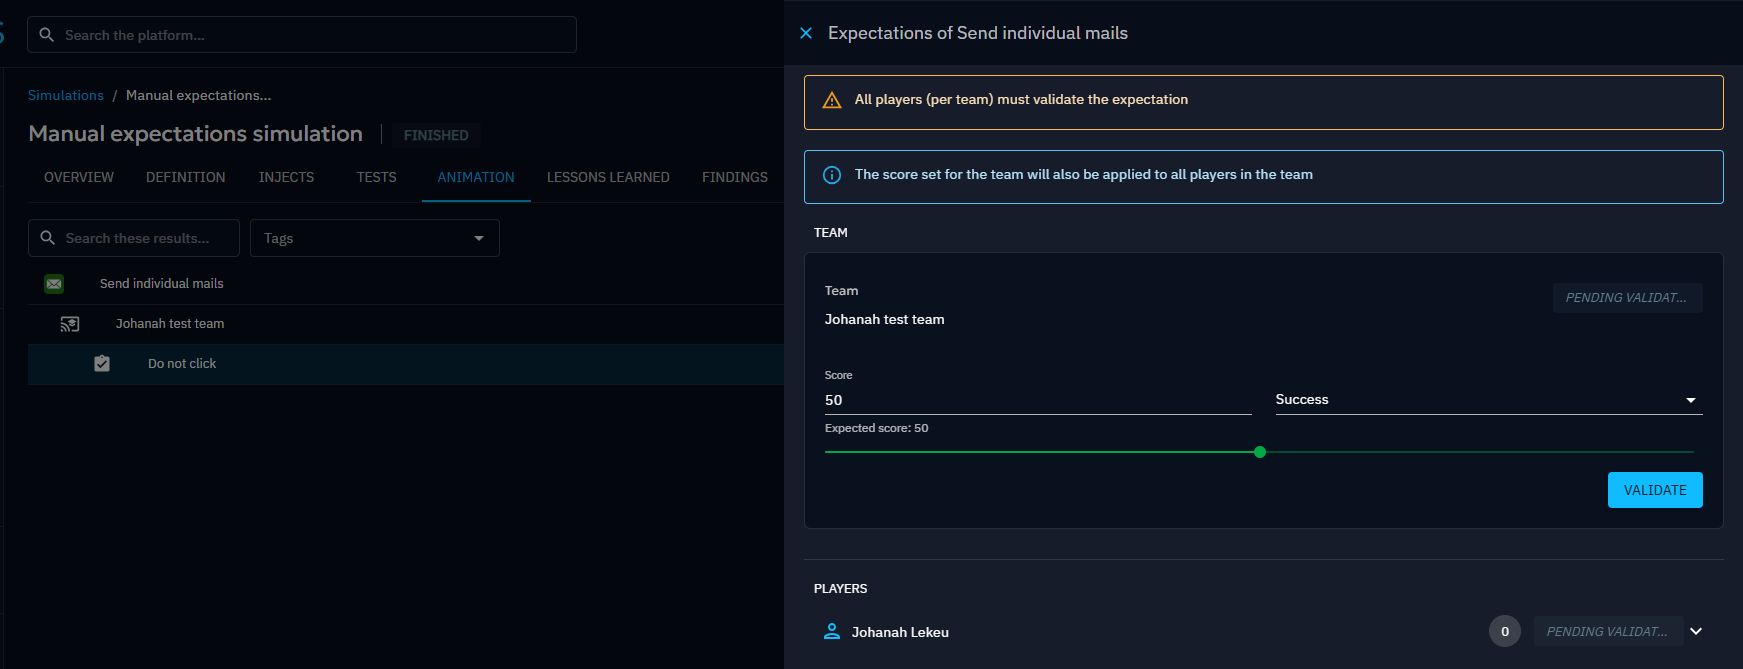 Search the platform...
Simulations / Manual expectations...
Manual expectations simulation FINISHED
OVERVIEW DEFINITION INJECTS TESTS ANIMATION LESSONS LEARNED FINDINGS
Search these results... Tags
Send individual mails
Johanah test team
Do not click
Expectations of Send individual mails
All players (per team) must validate the expectation
The score set for the team will also be applied to all players in the team
TEAM
Team
PENDING VALIDAT...
Johanah test team
Score
50 Success
Expected score: 50
VALIDATE
PLAYERS
Johanah Lekeu 0 PENDING VALIDAT...